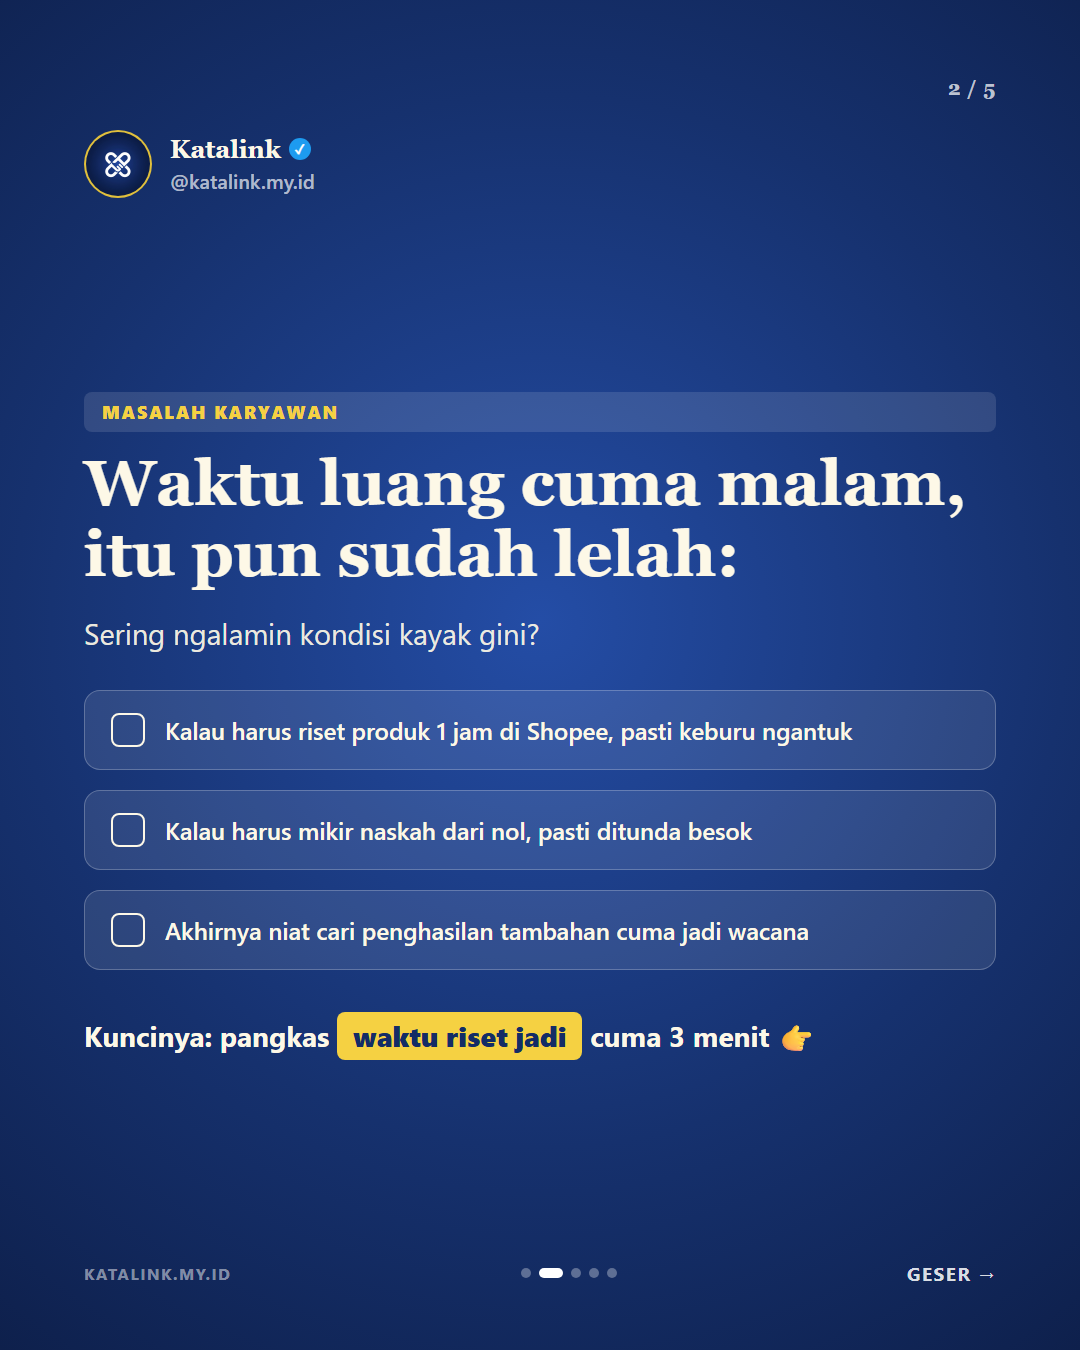 2 / 5
Katalink
@katalink.my.id
MASALAH KARYAWAN
Waktu luang cuma malam,
itu pun sudah lelah:
Sering ngalamin kondisi kayak gini?
Kalau harus riset produk 1 jam di Shopee, pasti keburu ngantuk
Kalau harus mikir naskah dari nol, pasti ditunda besok
Akhirnya niat cari penghasilan tambahan cuma jadi wacana
Kuncinya: pangkas waktu riset jadi cuma 3 menit 👉
KATALINK.MY.ID
GESER →